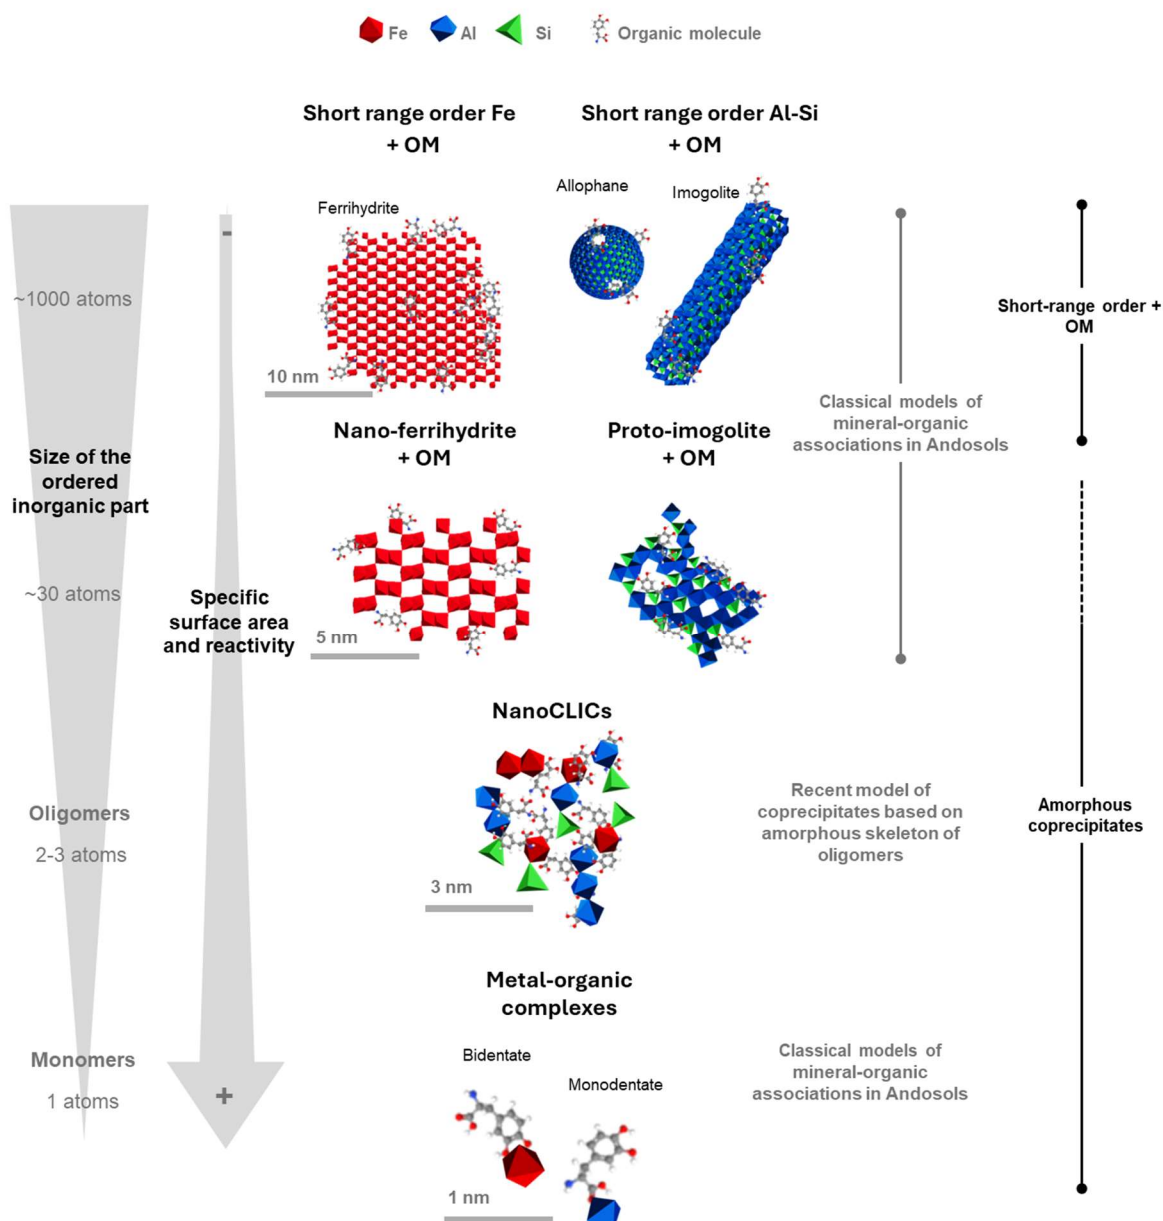 Fe
Al
Si
Organic molecule
Short range order Fe
+ OM
Short range order Al-Si
+ OM
Allophane
Imogolite
Ferrihydrite
-
~1000 atoms
10 nm
Short-range order +
OM
Classical models of
mineral-organic
associations in Andosols
Nano-ferrihydrite
+ OM
Proto-imogolite
+ OM
Size of the
ordered
inorganic part
~30 atoms
Specific
surface area
and reactivity
5 nm
NanoCLICs
Oligomers
2-3 atoms
3 nm
Recent model of
coprecipitates based on
amorphous skeleton of
oligomers
Amorphous
coprecipitates
Metal-organic
complexes
Monomers
1 atoms
+
Bidentate
Monodentate
Classical models of
mineral-organic
associations in Andosols
1 nm